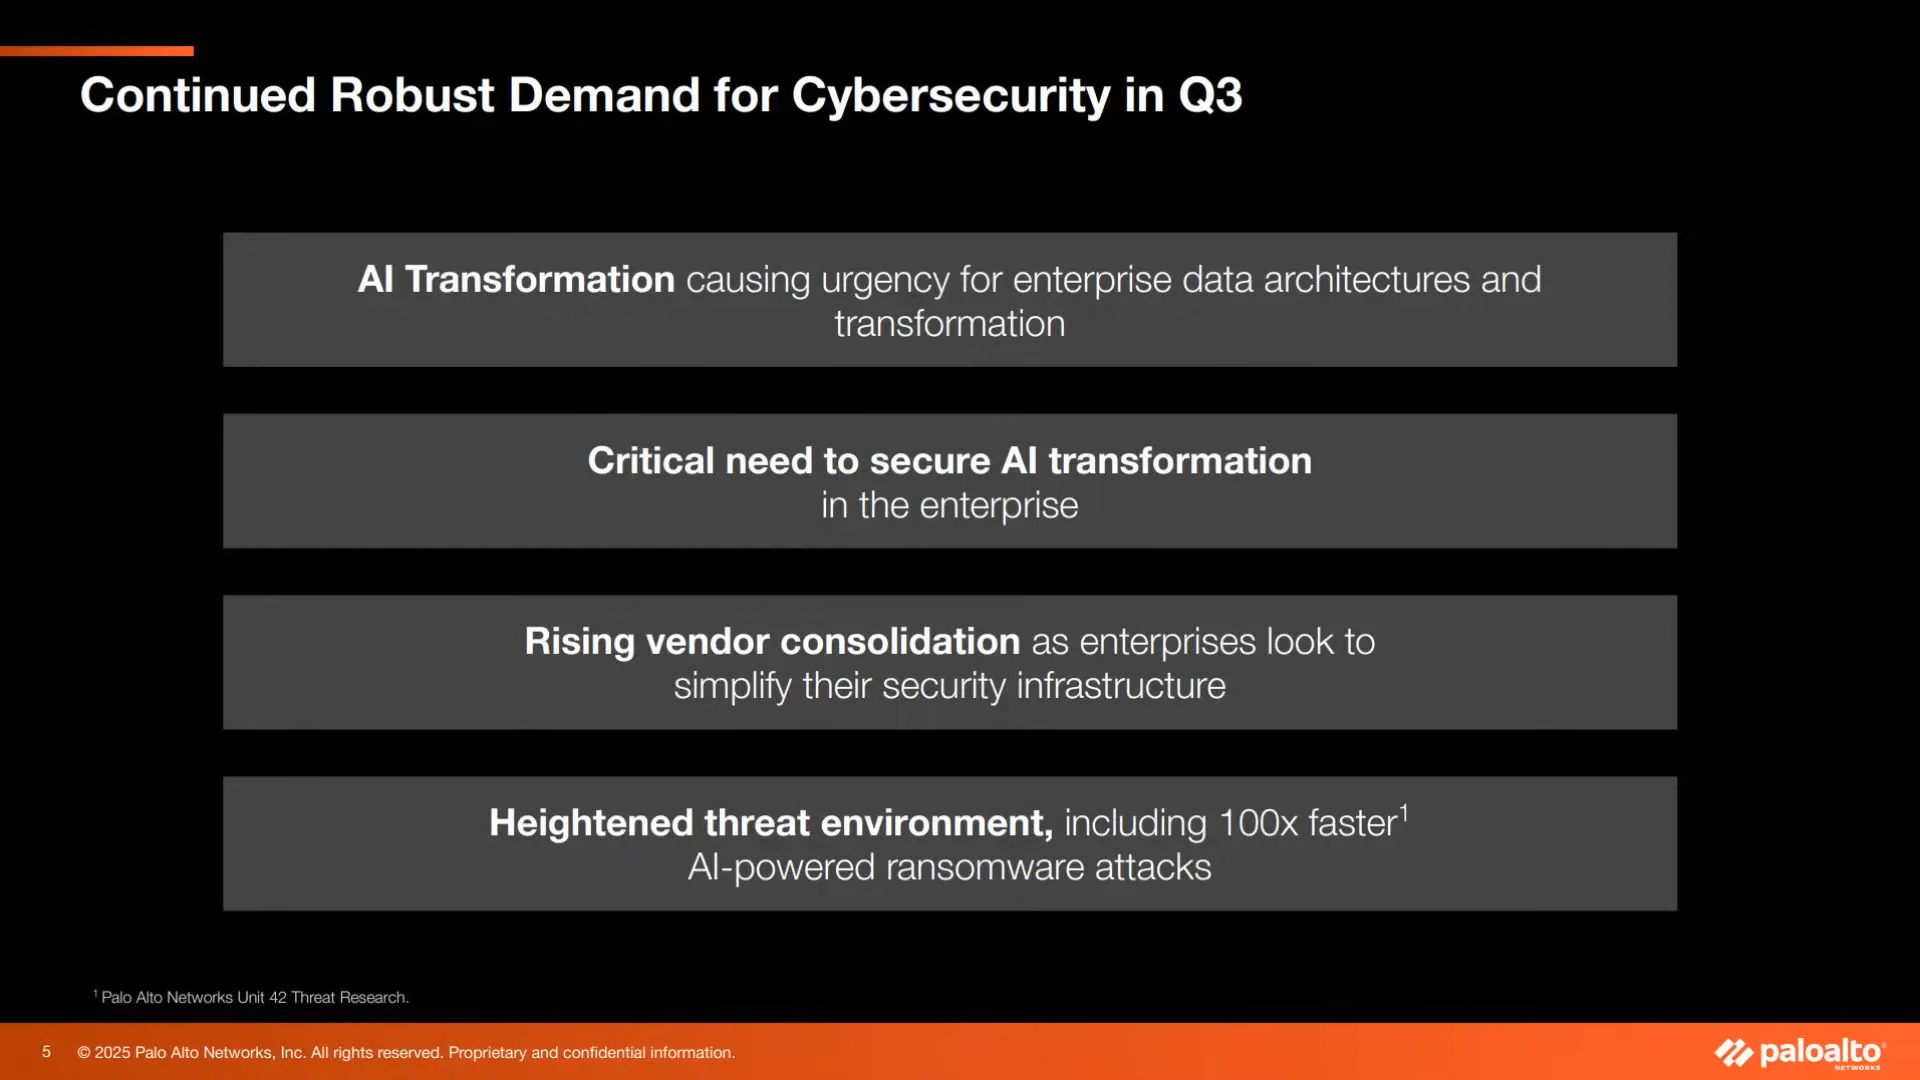 Continued Robust Demand for Cybersecurity in Q3
AI Transformation causing urgency for enterprise data architectures and
transformation
Critical need to secure AI transformation
in the enterprise
Rising vendor consolidation as enterprises look to
simplify their security infrastructure
Heightened threat environment, including 100x faster¹
AI-powered ransomware attacks
¹ Palo Alto Networks Unit 42 Threat Research.
5 © 2025 Palo Alto Networks, Inc. All rights reserved. Proprietary and confidential information.
paloalto®
NETWORKS